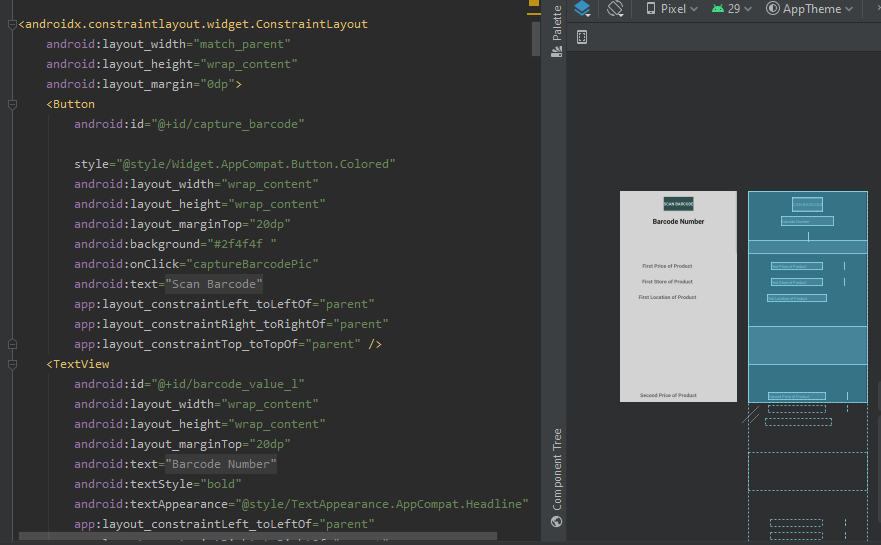 <androidx.constraintlayout.widget.ConstraintLayout
android:layout_width="match_parent"
android:layout_height="wrap_content"
android:layout_margin="0dp">
<Button
android:id="@+id/capture_barcode"
style="@style/Widget.AppCompat.Button.Colored"
android:layout_width="wrap_content"
android:layout_height="wrap_content"
android:layout_marginTop="20dp"
android:background="#2f4f4f "
android:onClick="captureBarcodePic"
android:text="Scan Barcode"
app:layout_constraintLeft_toLeftOf="parent"
app:layout_constraintRight_toRightOf="parent"
app:layout_constraintTop_toTopOf="parent" />
<TextView
android:id="@+id/barcode_value_l"
android:layout_width="wrap_content"
android:layout_height="wrap_content"
android:layout_marginTop="20dp"
android:text="Barcode Number"
android:textStyle="bold"
android:textAppearance="@style/TextAppearance.AppCompat.Headline"
app:layout_constraintLeft_toLeftOf="parent"
Palette
Component Tree
Pixel
29
AppTheme
SCAN BARCODE
Barcode Number
First Price of Product
First Store of Product
First Location of Product
Second Price of Product
SCAN BARCODE
Barcode Number